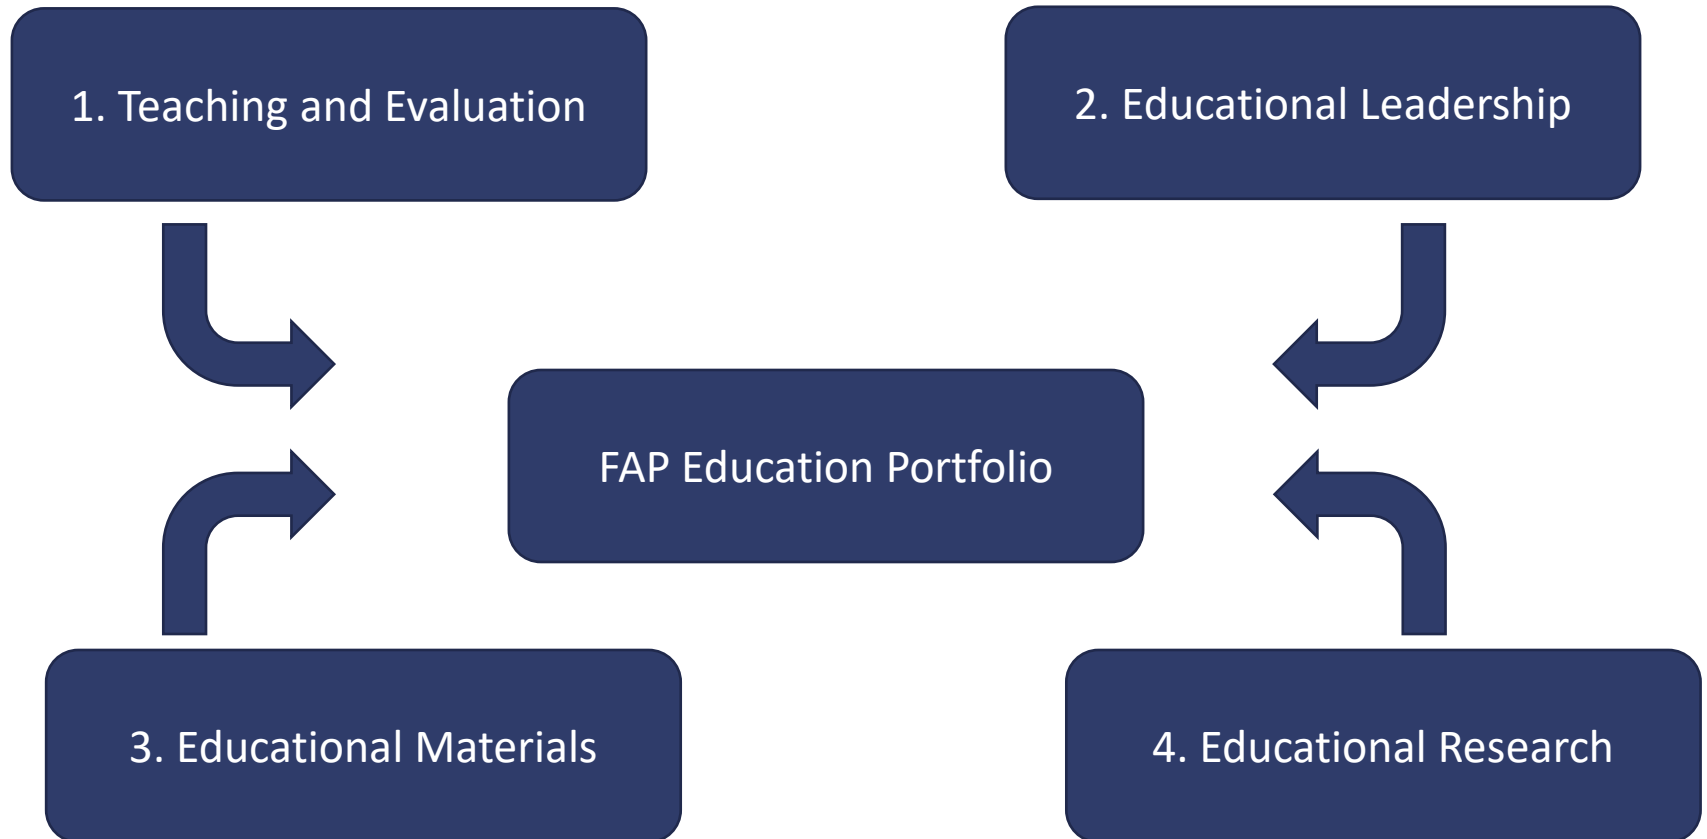 1. Teaching and Evaluation
2. Educational Leadership
FAP Education Portfolio
3. Educational Materials
4. Educational Research